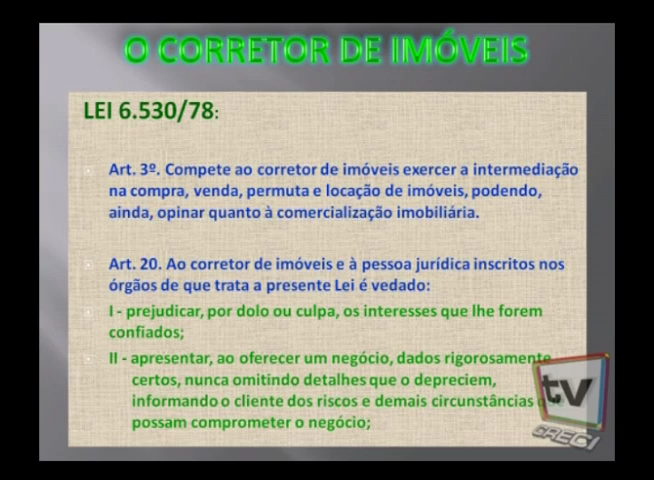 O CORRETOR DE IMÓVEIS
LEI 6.530/78:
Art. 3º. Compete ao corretor de imóveis exercer a intermediação
na compra, venda, permuta e locação de imóveis, podendo,
ainda, opinar quanto à comercialização imobiliária.
Art. 20. Ao corretor de imóveis e à pessoa jurídica inscritos nos
órgãos de que trata a presente Lei é vedado:
I - prejudicar, por dolo ou culpa, os interesses que lhe forem
confiados;
II - apresentar, ao oferecer um negócio, dados rigorosamente
certos, nunca omitindo detalhes que o depreciem,
informando o cliente dos riscos e demais circunstâncias
possam comprometer o negócio;
tv
CRECI